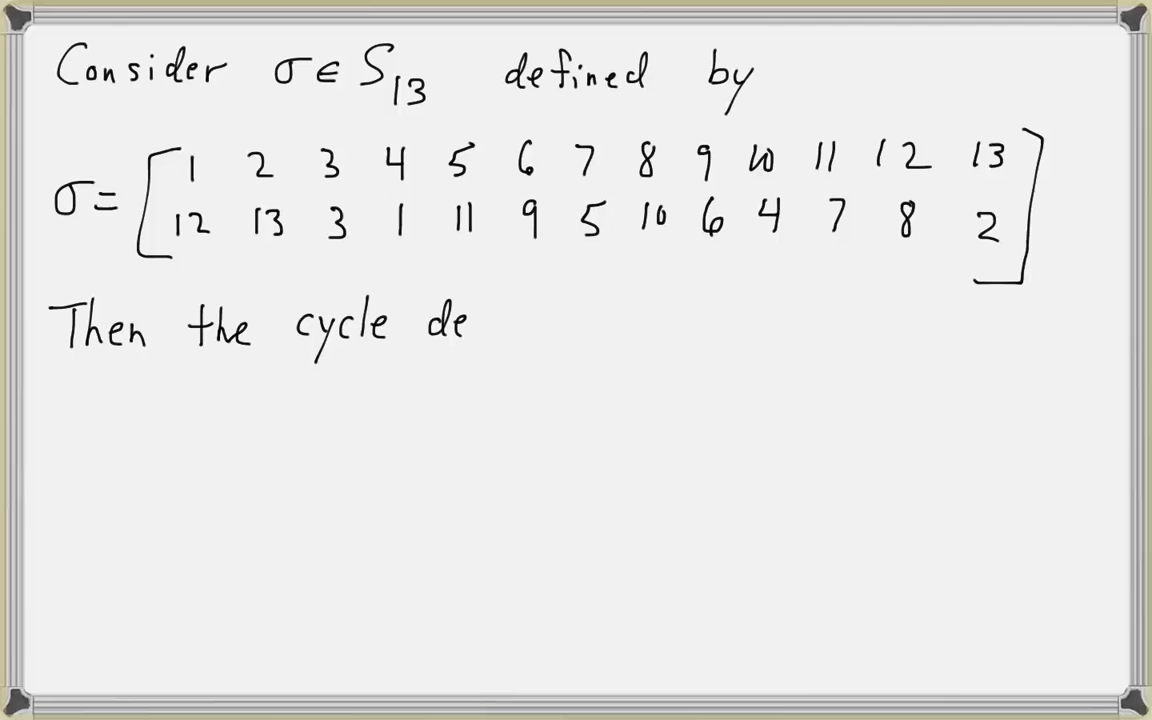 Consider σ∈S₁₃ defined by
σ= [ 1 2 3 4 5 6 7 8 9 10 11 12 13
12 13 3 1 11 9 5 10 6 4 7 8 2 ]
Then the cycle de